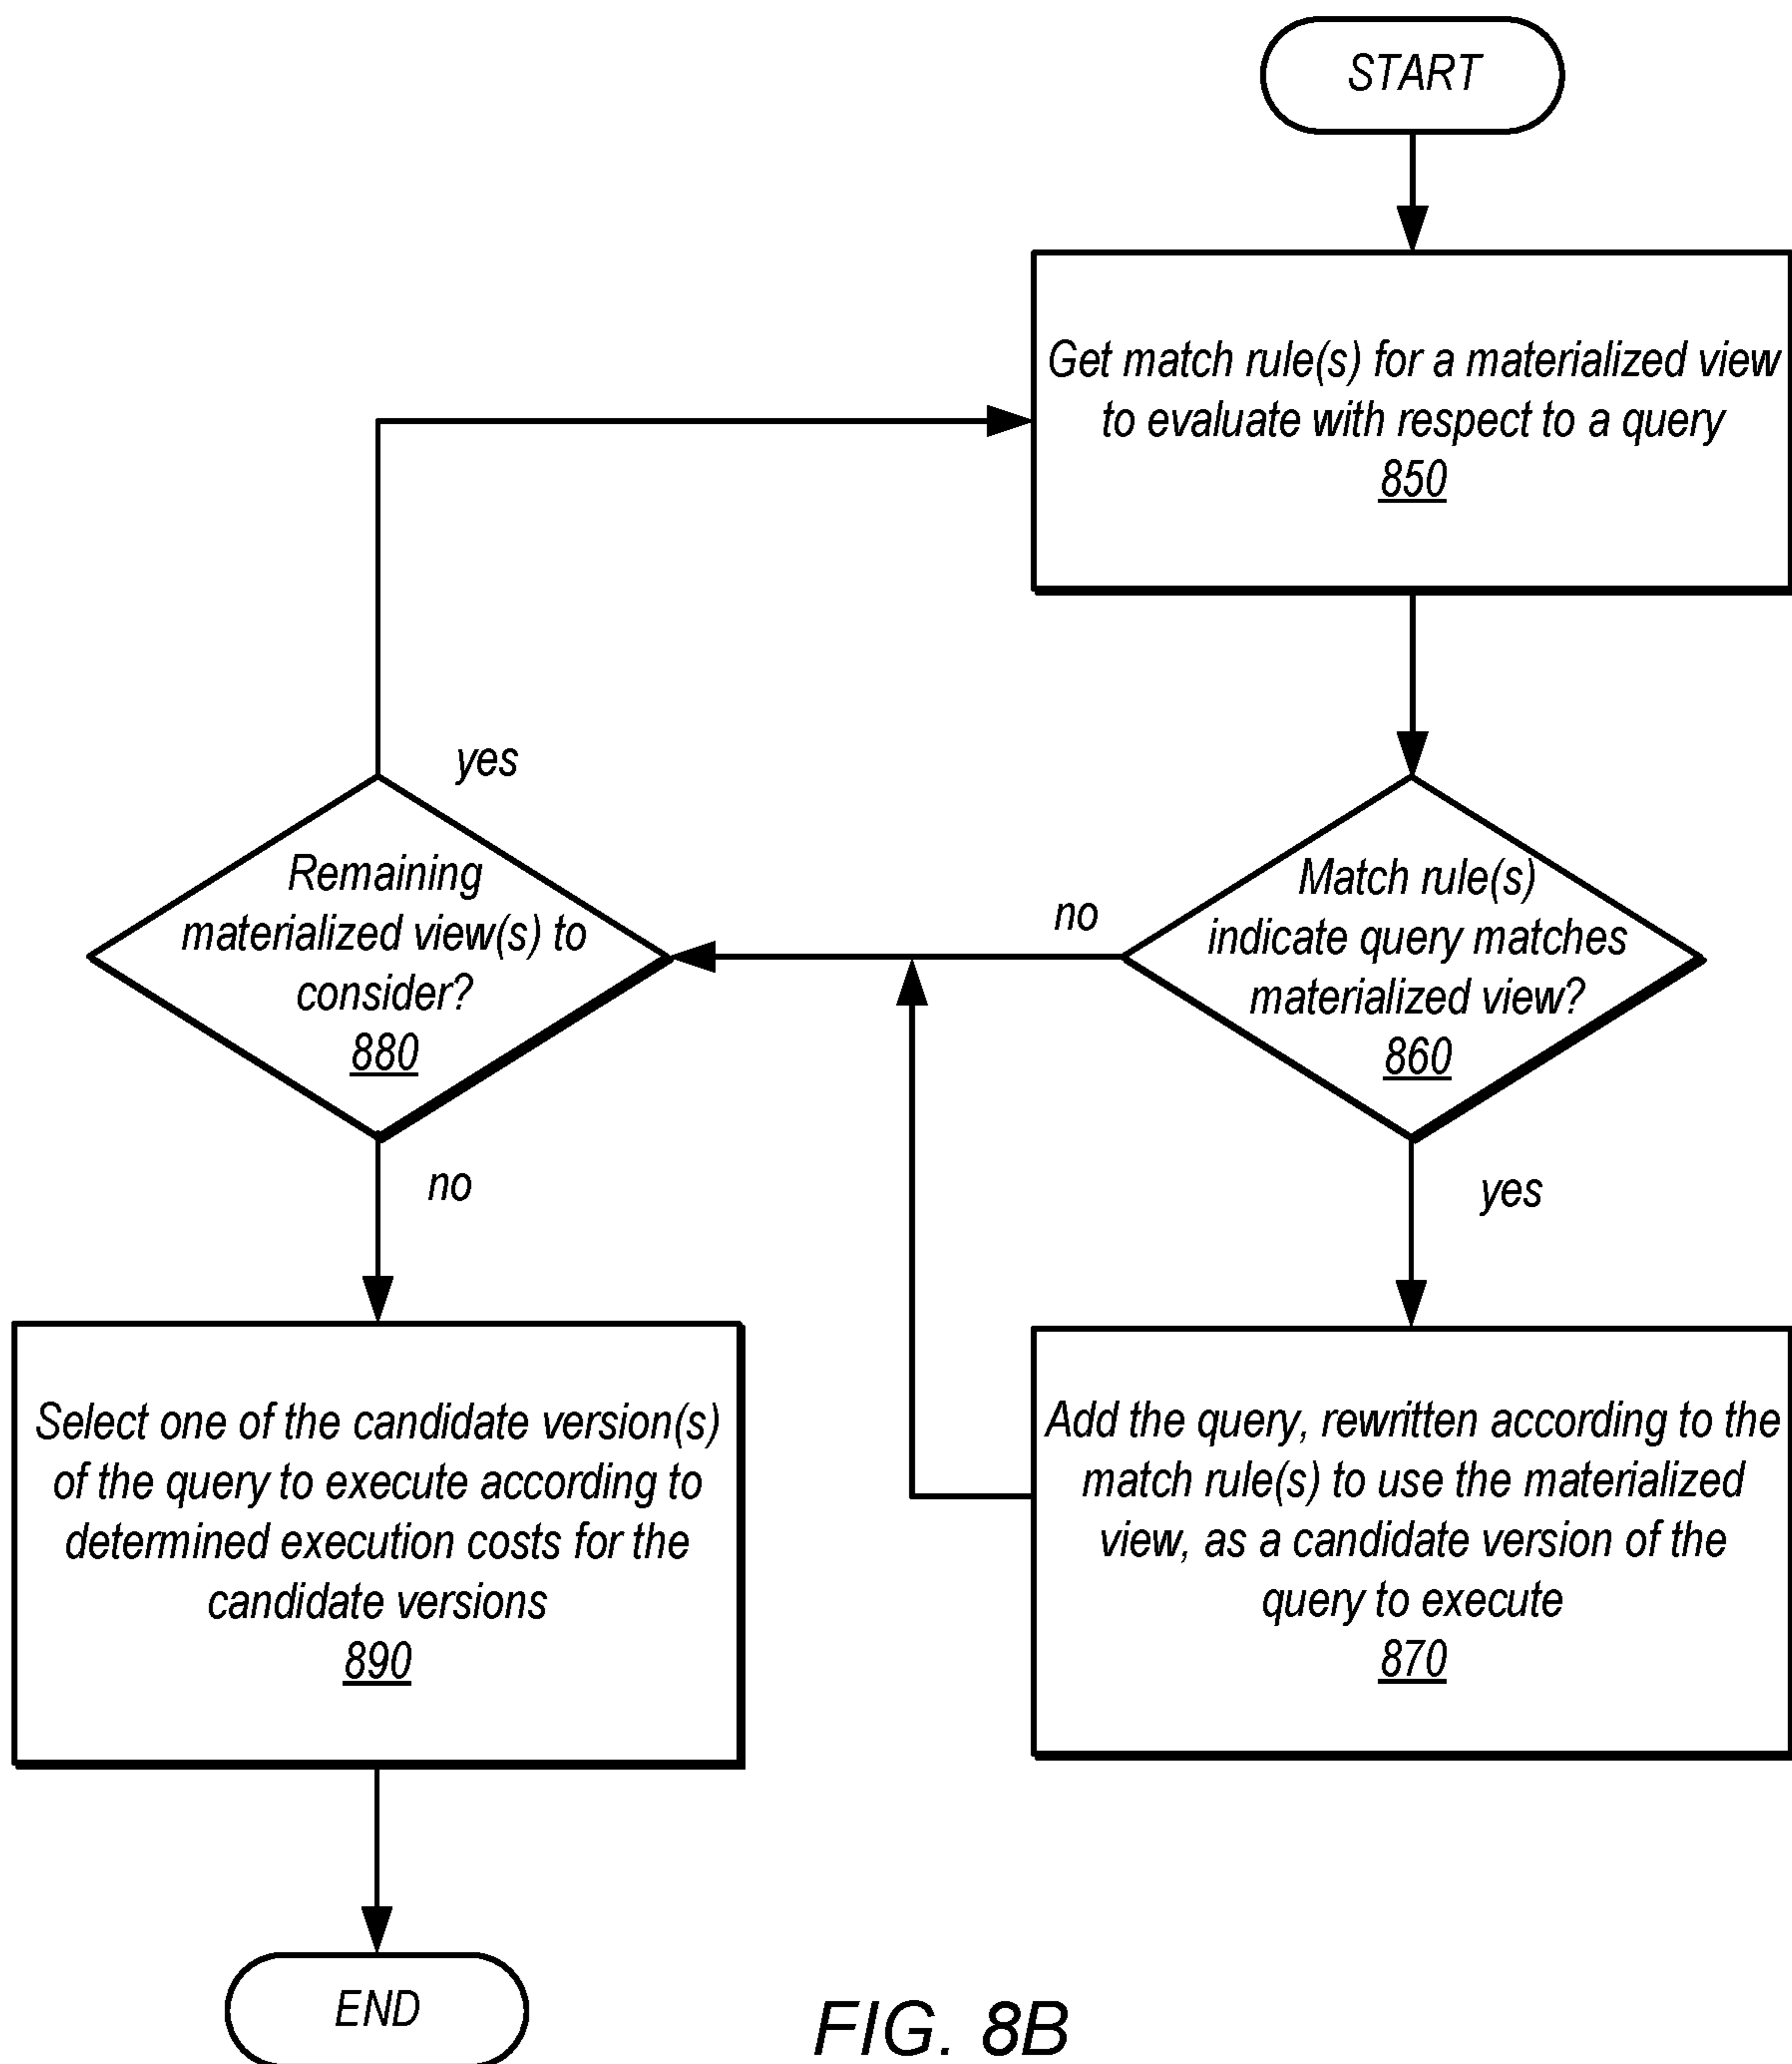 START
Get match rule(s) for a materialized view
to evaluate with respect to a query
850
yes
Remaining
materialized view(s) to
consider?
880
no
Match rule(s)
indicate query matches
materialized view?
860
no
yes
Select one of the candidate version(s)
of the query to execute according to
determined execution costs for the
candidate versions
890
Add the query, rewritten according to the
match rule(s) to use the materialized
view, as a candidate version of the
query to execute
870
END
FIG. 8B